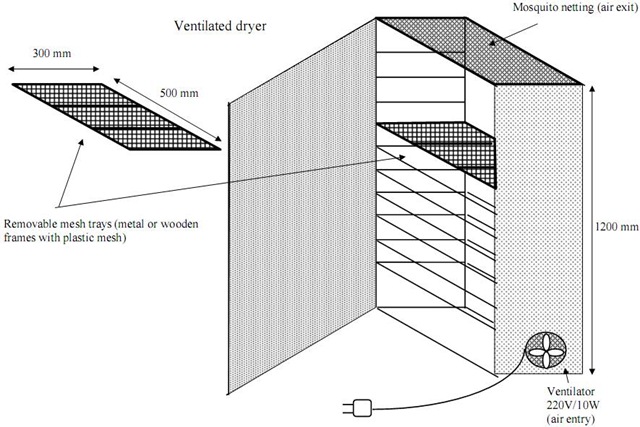 Mosquito netting (air exit)
Ventilated dryer
300 mm
500 mm
Removable mesh trays (metal or wooden
frames with plastic mesh)
1200 mm
Ventilator
220V/10W
(air entry)